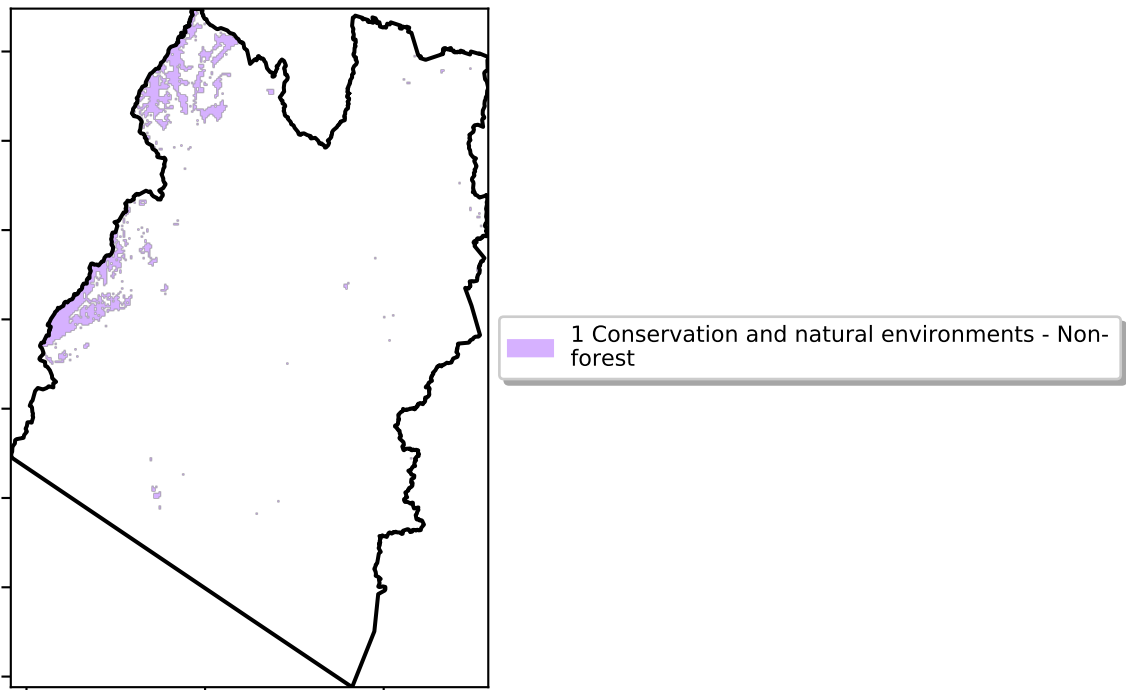 1 Conservation and natural environments - Non-
forest